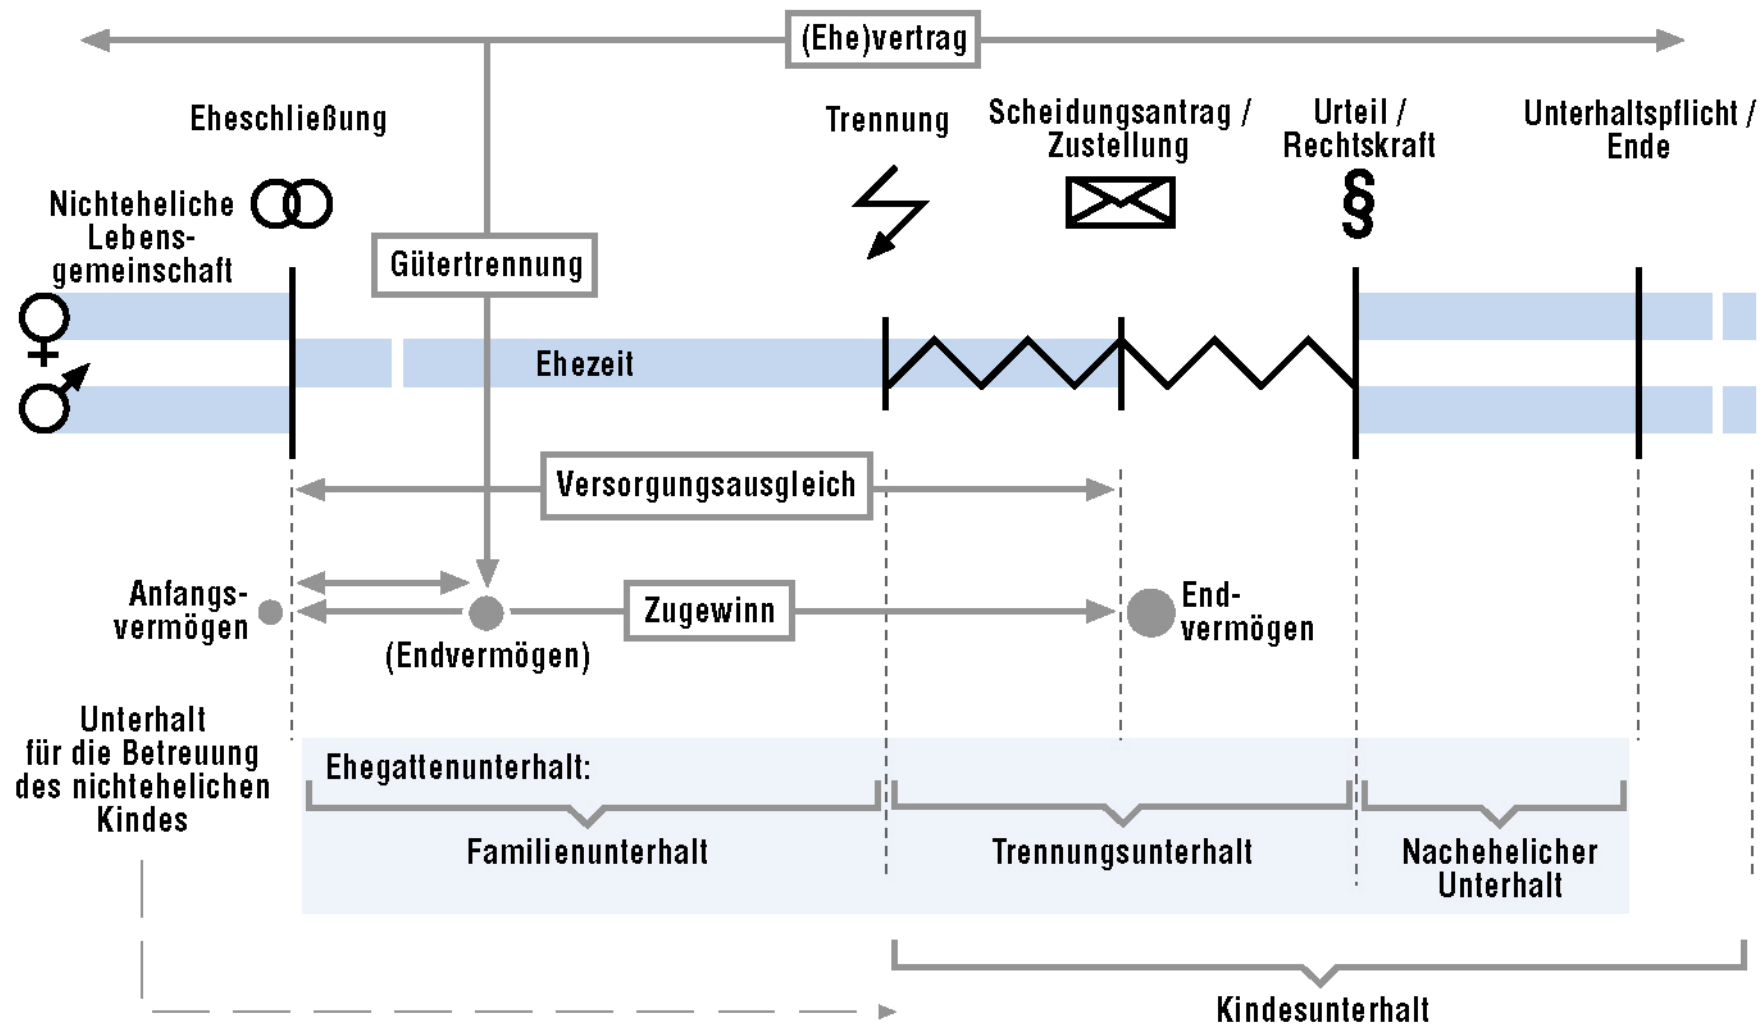 (Ehe)vertrag
Eheschließung
Trennung
Scheidungsantrag /
Zustellung
Urteil /
Rechtskraft
§
Unterhaltspflicht /
Ende
Nichteheliche
Lebens-
gemeinschaft
Gütertrennung
Ehezeit
Versorgungsausgleich
Anfangs-
vermögen
(Endvermögen)
Zugewinn
End-
vermögen
Unterhalt
für die Betreuung
des nichtehelichen
Kindes
Ehegattenunterhalt:
Familienunterhalt
Trennungsunterhalt
Nachehelicher
Unterhalt
Kindesunterhalt